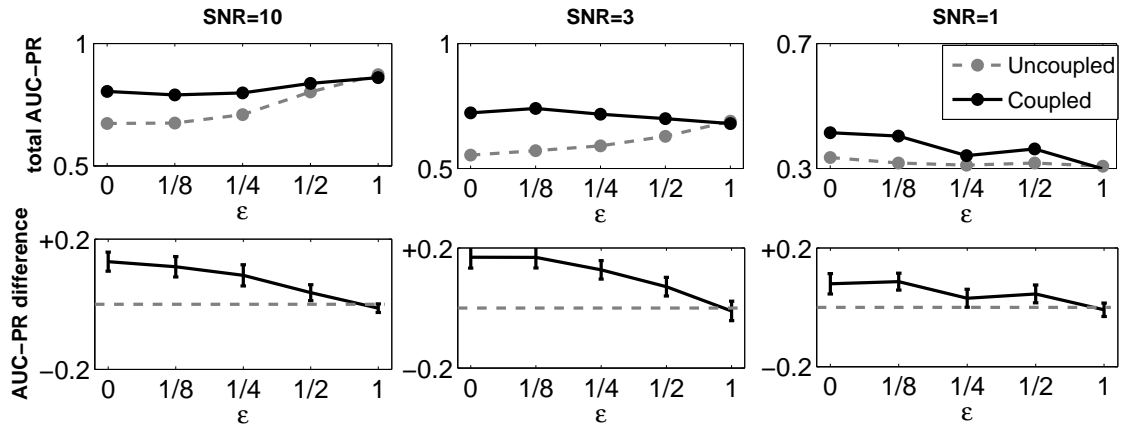 SNR=10
SNR=3
SNR=1
total AUC−PR
1
0.5
0 1/8 1/4 1/2 1
ε
1
0.5
0 1/8 1/4 1/2 1
ε
0.7
0.3
0 1/8 1/4 1/2 1
ε
Uncoupled
Coupled
AUC−PR difference
+0.2
−0.2
0 1/8 1/4 1/2 1
ε
+0.2
−0.2
0 1/8 1/4 1/2 1
ε
+0.2
−0.2
0 1/8 1/4 1/2 1
ε